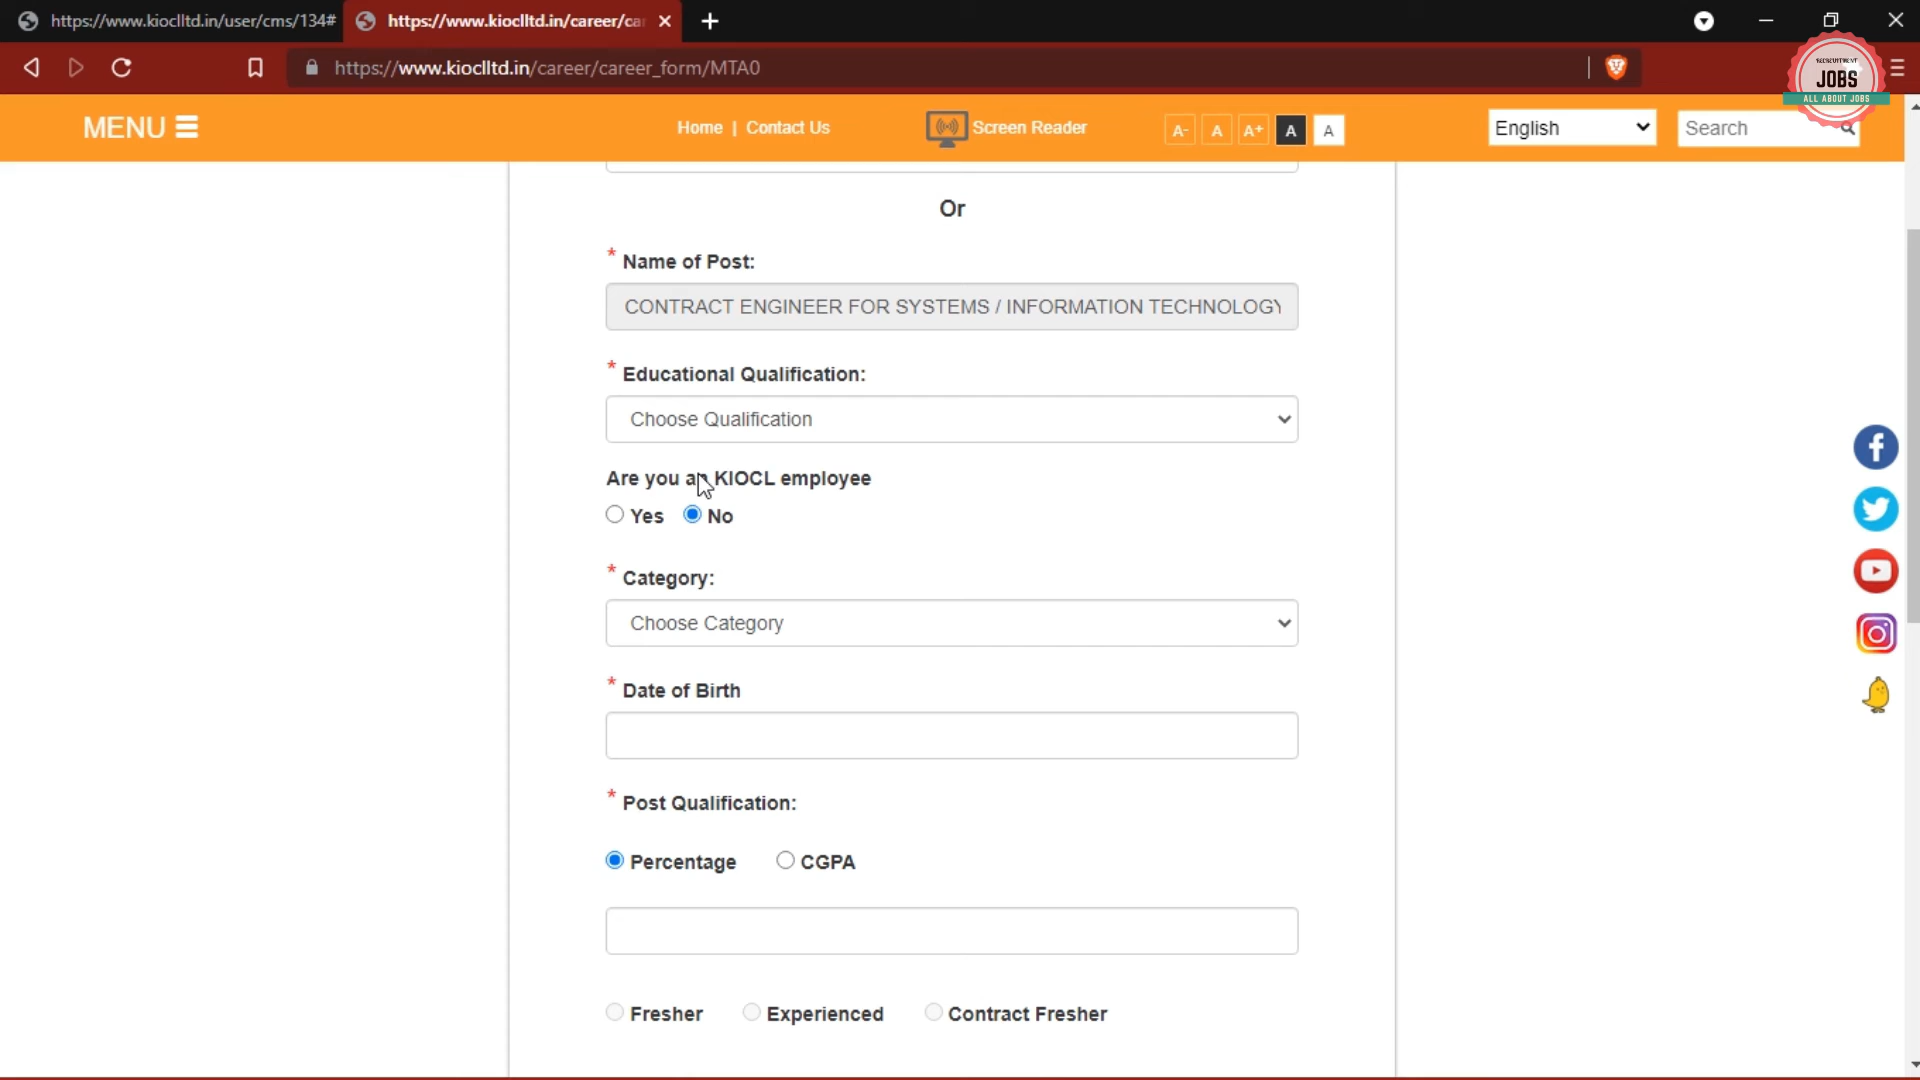 https://www.kioclltd.in/user/cms/134#
https://www.kioclltd.in/career/ca
https://www.kioclltd.in/career/career_form/MTA0
RECRUITMENT
JOBS
ALL ABOUT JOBS
MENU
Home | Contact Us
Screen Reader
A- A A+ A A
English
Search
Or
* Name of Post:
CONTRACT ENGINEER FOR SYSTEMS / INFORMATION TECHNOLOGY
* Educational Qualification:
Choose Qualification
Are you an KIOCL employee
Yes No
* Category:
Choose Category
* Date of Birth
* Post Qualification:
Percentage CGPA
Fresher Experienced Contract Fresher